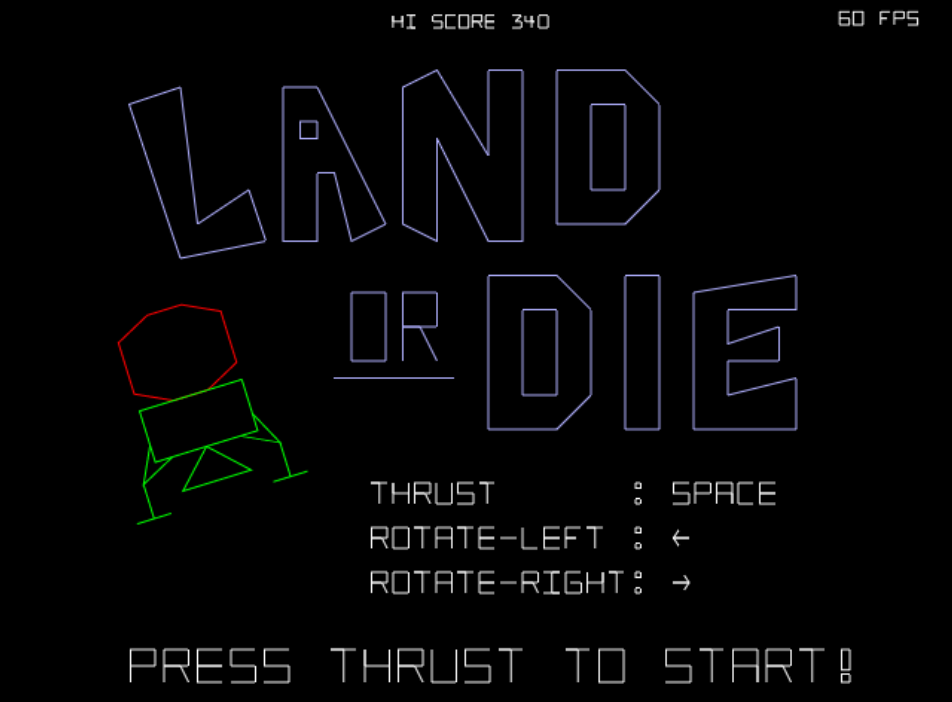 HI SCORE 340
60 FPS
LAND
OR DIE
THRUST : SPACE
ROTATE-LEFT : ←
ROTATE-RIGHT: →
PRESS THRUST TO START!